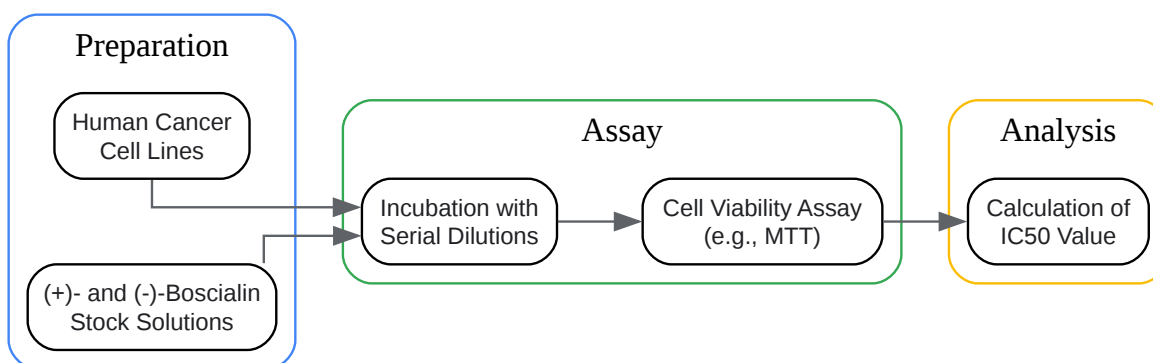 Preparation
Human Cancer
Cell Lines
(+)- and (-)-Boscialin
Stock Solutions
Assay
Incubation with
Serial Dilutions
Cell Viability Assay
(e.g., MTT)
Analysis
Calculation of
IC50 Value